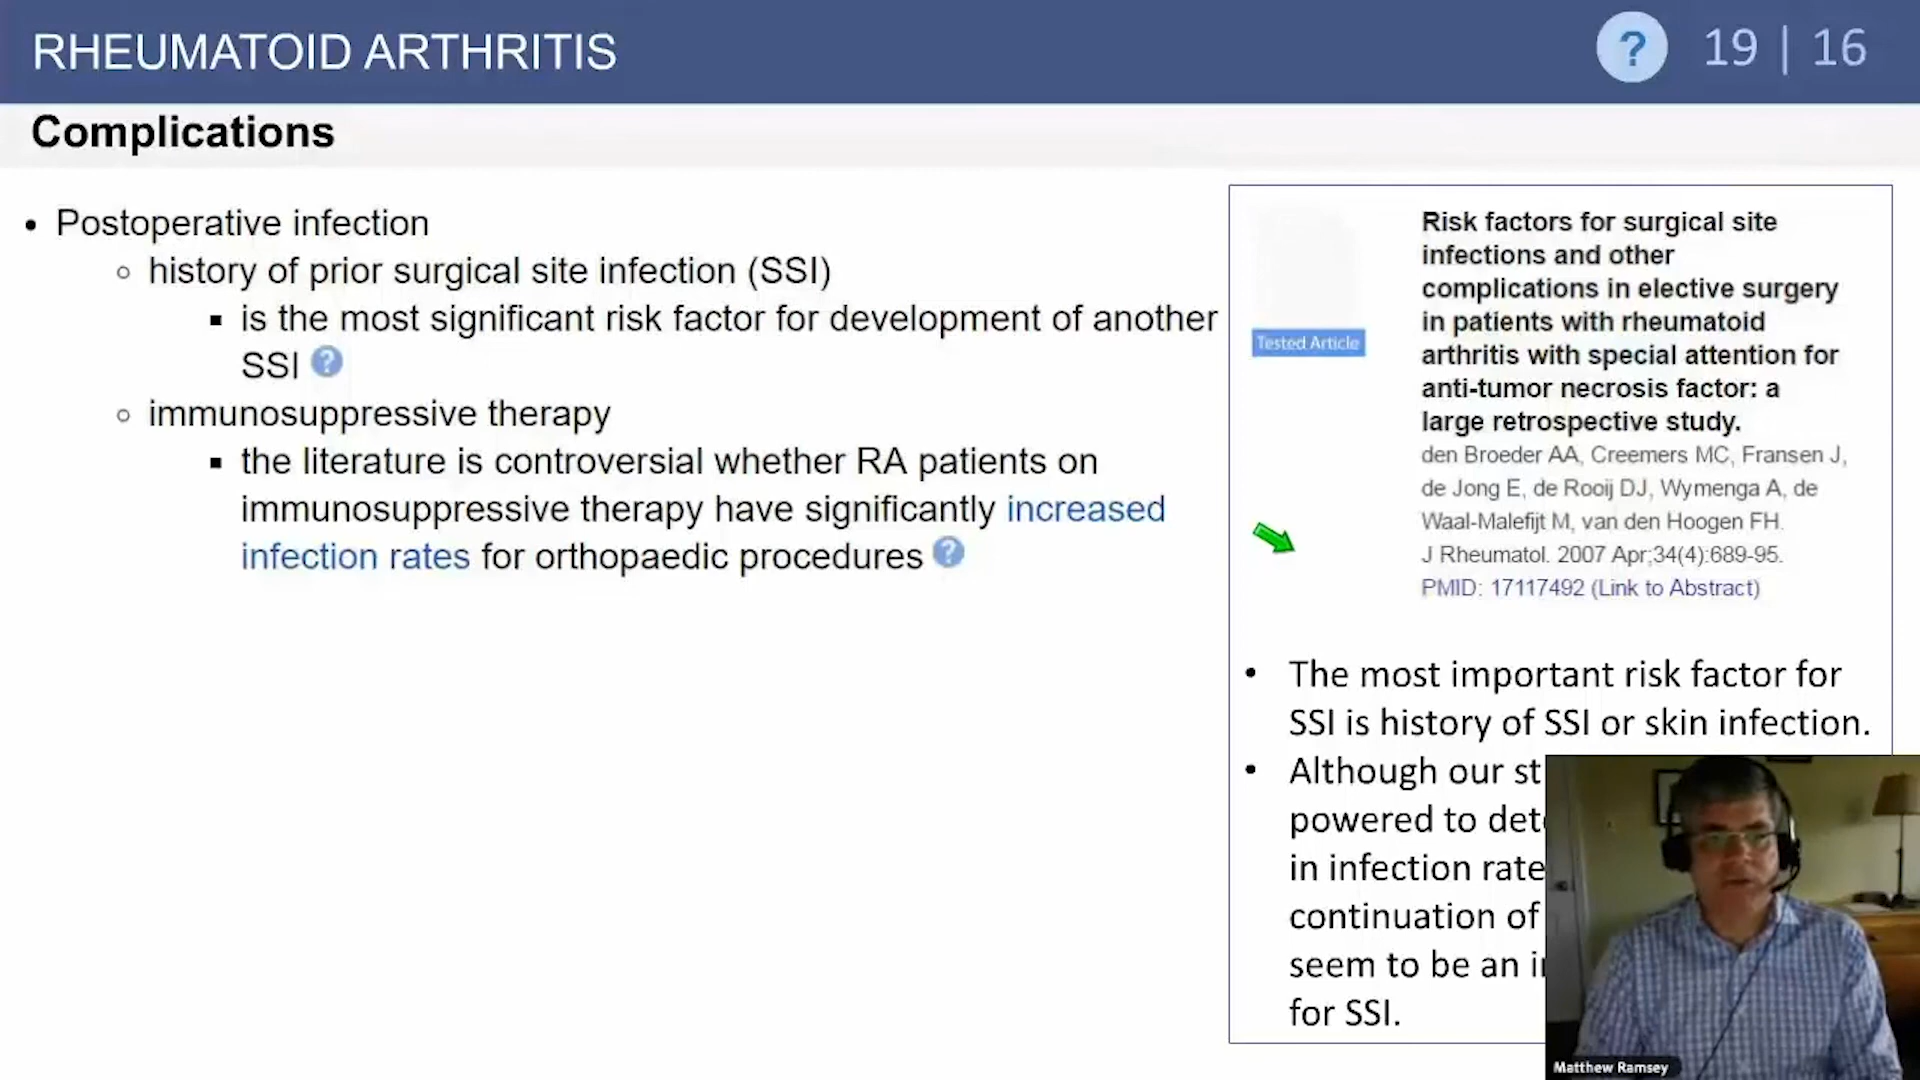 RHEUMATOID ARTHRITIS
? 19 | 16
Complications
• Postoperative infection
history of prior surgical site infection (SSI)
is the most significant risk factor for development of another
SSI ?
immunosuppressive therapy
the literature is controversial whether RA patients on
immunosuppressive therapy have significantly increased
infection rates for orthopaedic procedures ?
Tested Article
Risk factors for surgical site
infections and other
complications in elective surgery
in patients with rheumatoid
arthritis with special attention for
anti-tumor necrosis factor: a
large retrospective study.
den Broeder AA, Creemers MC, Fransen J,
de Jong E, de Rooij DJ, Wymenga A, de
Waal-Malefijt M, van den Hoogen FH.
J Rheumatol. 2007 Apr;34(4):689-95.
PMID: 17117492 (Link to Abstract)
• The most important risk factor for
SSI is history of SSI or skin infection.
• Although our
powered to
in infection
continuation of
seem to be an
for SSI.
Matthew Ramsey